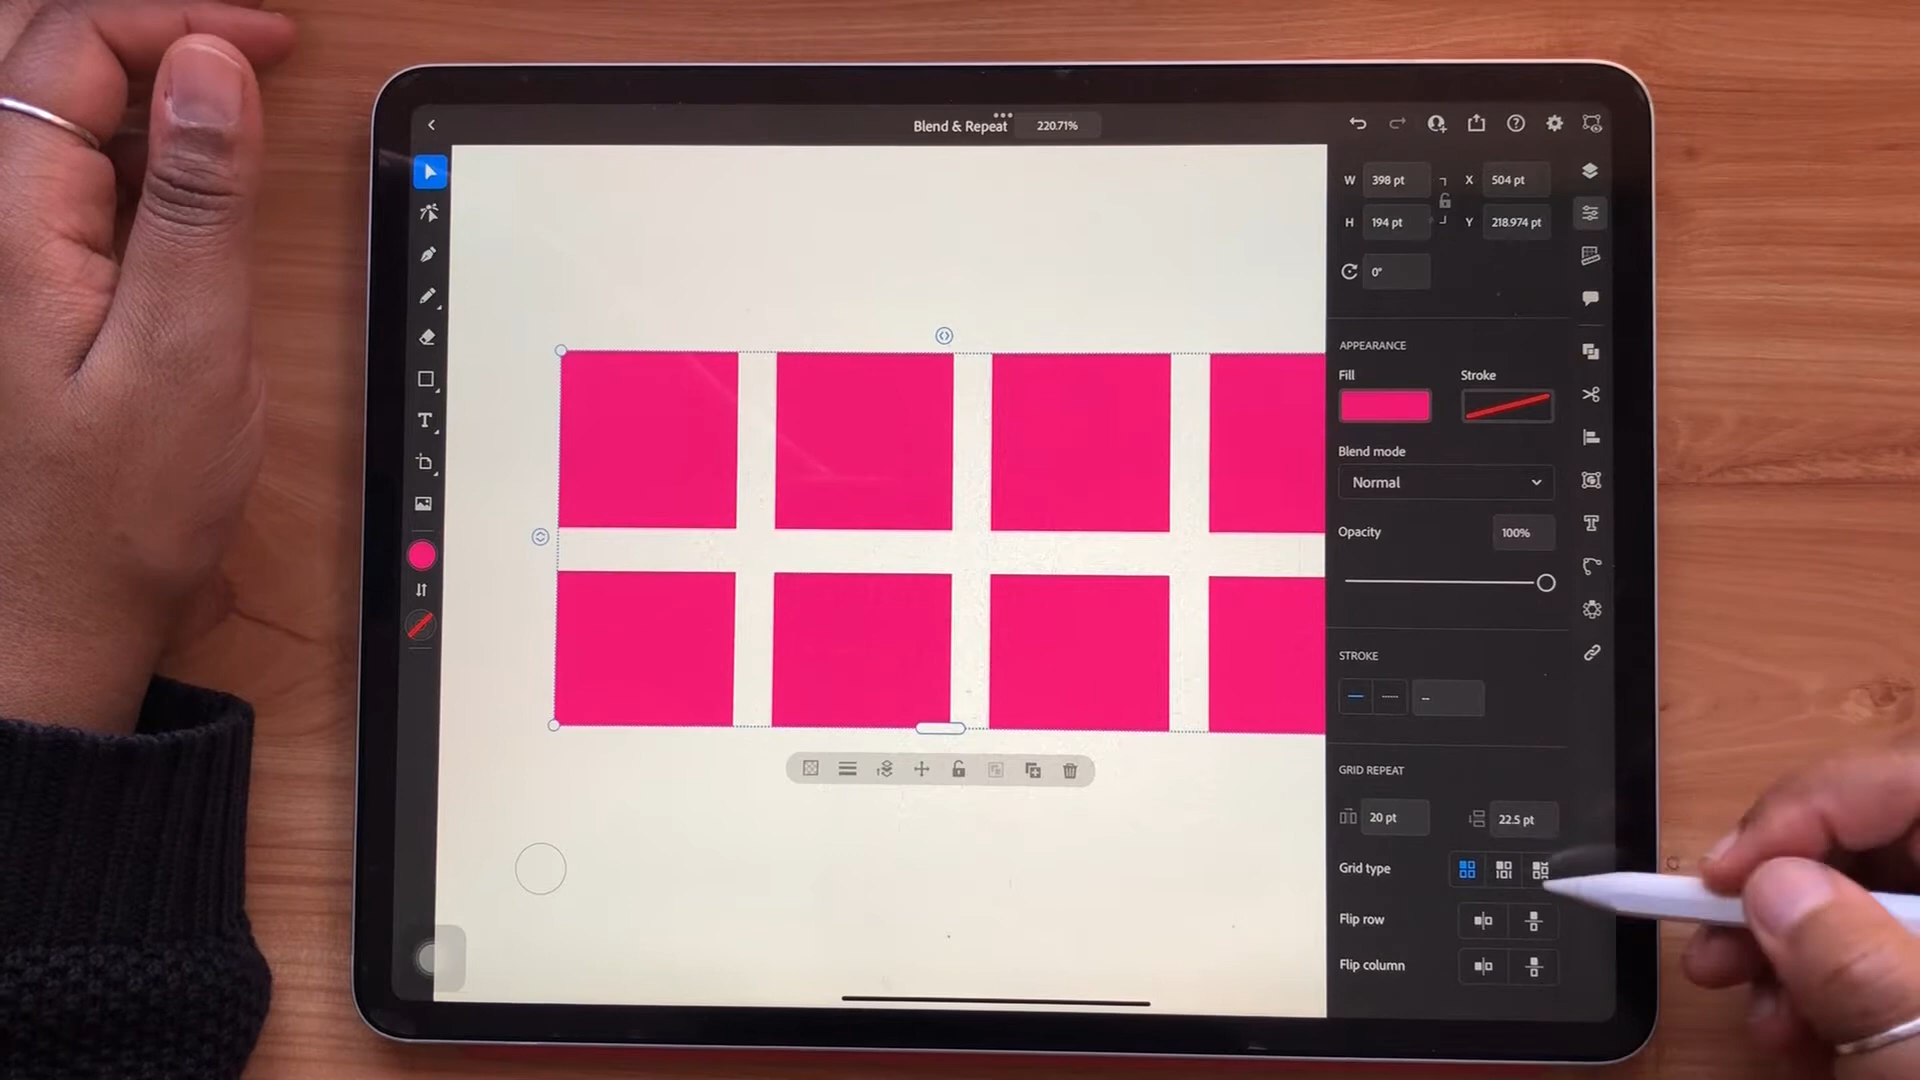 Blend & Repeat 220.71%
W 398 pt X 504 pt
H 194 pt Y 218.974 pt
0°
APPEARANCE
Fill Stroke
Blend mode
Normal
Opacity 100%
STROKE
--
GRID REPEAT
20 pt 22.5 pt
Grid type
Flip row
Flip column